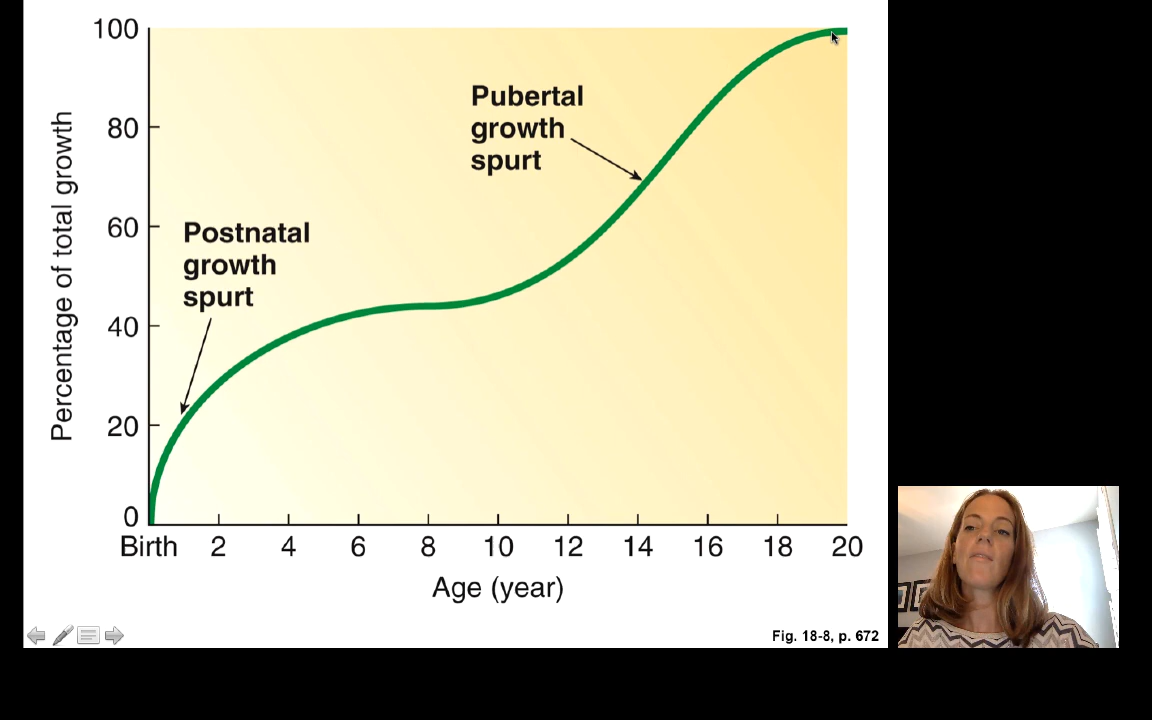 100
80
60
40
20
0
Percentage of total growth
Pubertal
growth
spurt
Postnatal
growth
spurt
Birth 2 4 6 8 10 12 14 16 18 20
Age (year)
Fig. 18-8, p. 672